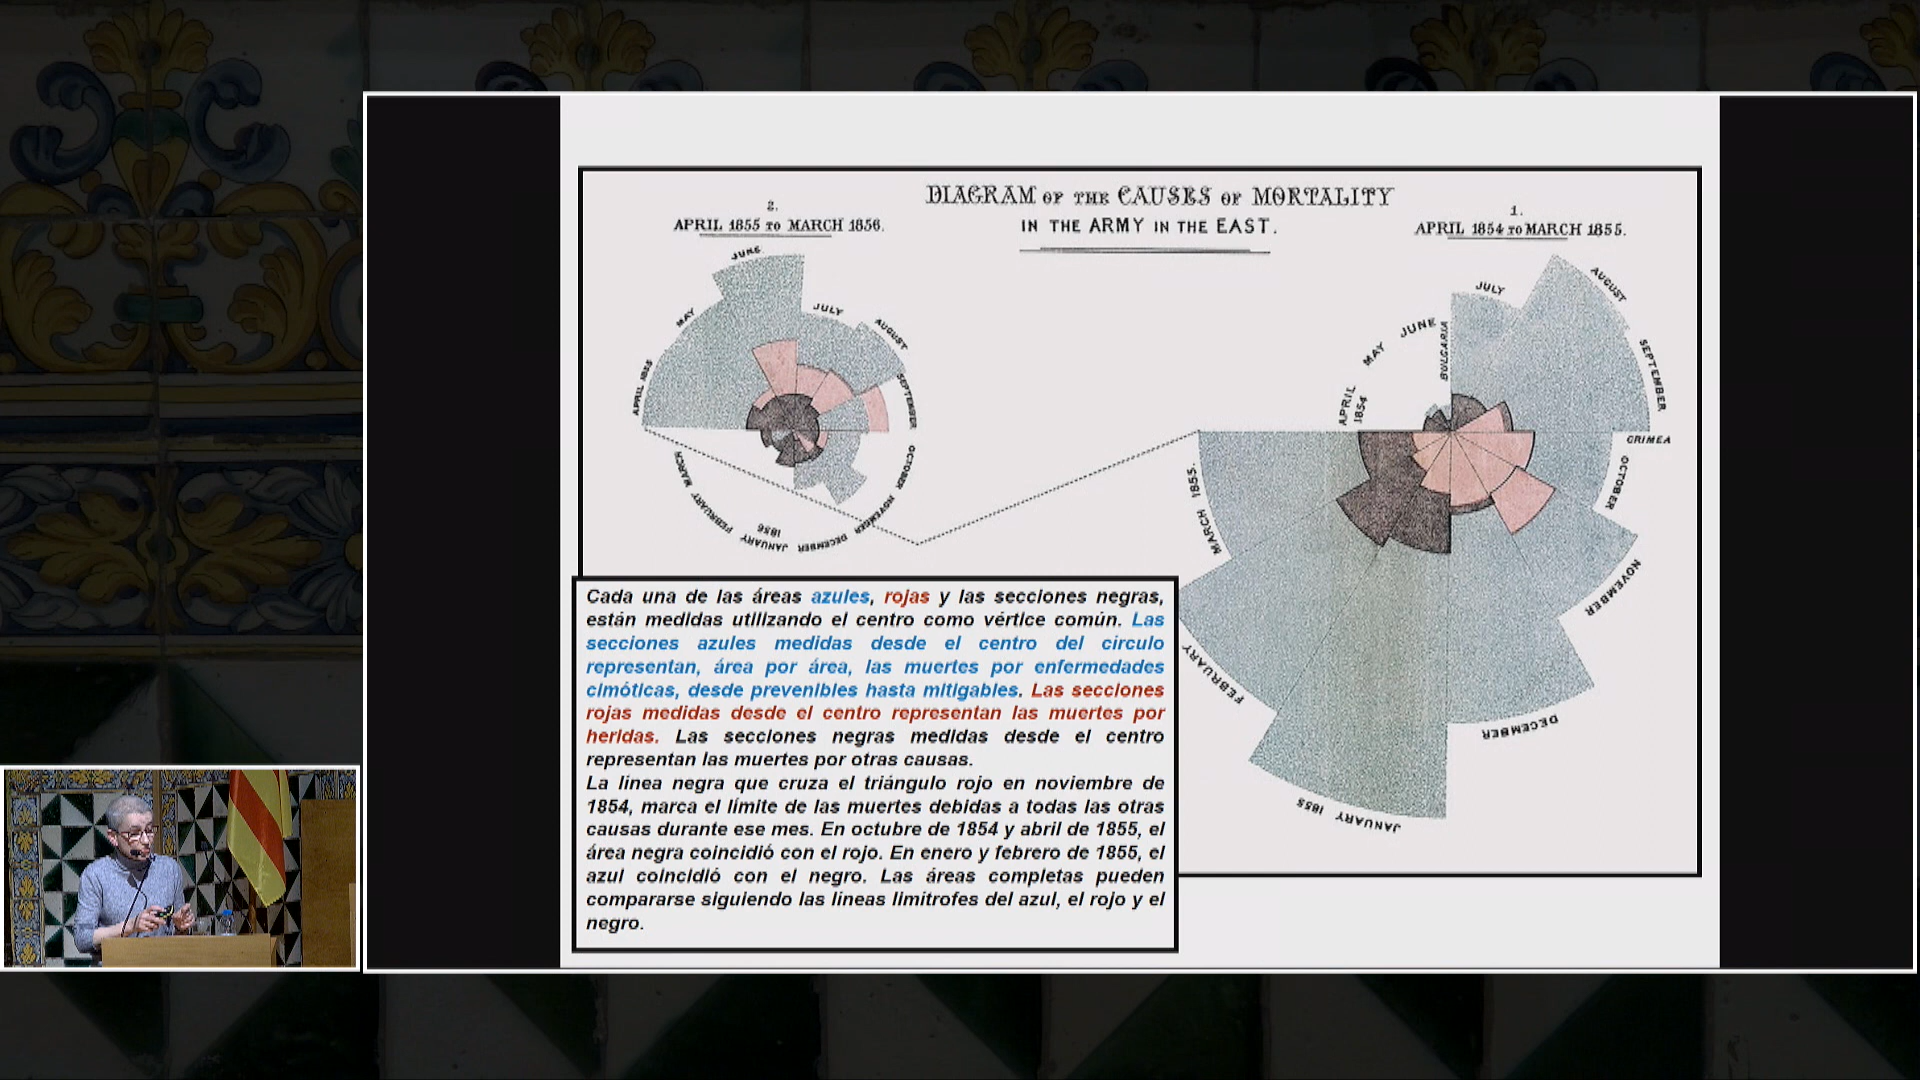 DIAGRAM OF THE CAUSES OF MORTALITY
IN THE ARMY IN THE EAST.
2.
APRIL 1855 TO MARCH 1856.
JUNE
MAY
JULY
AUGUST
APRIL 1855
SEPTEMBER
OCTOBER
NOVEMBER
DECEMBER
JANUARY
1856
FEBRUARY
MARCH
1.
APRIL 1854 TO MARCH 1855.
APRIL
1854
MAY
JUNE
BULGARIA
JULY
AUGUST
SEPTEMBER
CRIMEA
OCTOBER
NOVEMBER
DECEMBER
JANUARY 1855
FEBRUARY
MARCH 1855.
Cada una de las áreas azules, rojas y las secciones negras,
están medidas utilizando el centro como vértice común. Las
secciones azules medidas desde el centro del círculo
representan, área por área, las muertes por enfermedades
cimóticas, desde prevenibles hasta mitigables. Las secciones
rojas medidas desde el centro representan las muertes por
heridas. Las secciones negras medidas desde el centro
representan las muertes por otras causas.
La línea negra que cruza el triángulo rojo en noviembre de
1854, marca el límite de las muertes debidas a todas las otras
causas durante ese mes. En octubre de 1854 y abril de 1855, el
área negra coincidió con el rojo. En enero y febrero de 1855, el
azul coincidió con el negro. Las áreas completas pueden
compararse siguiendo las líneas limítrofes del azul, el rojo y el
negro.